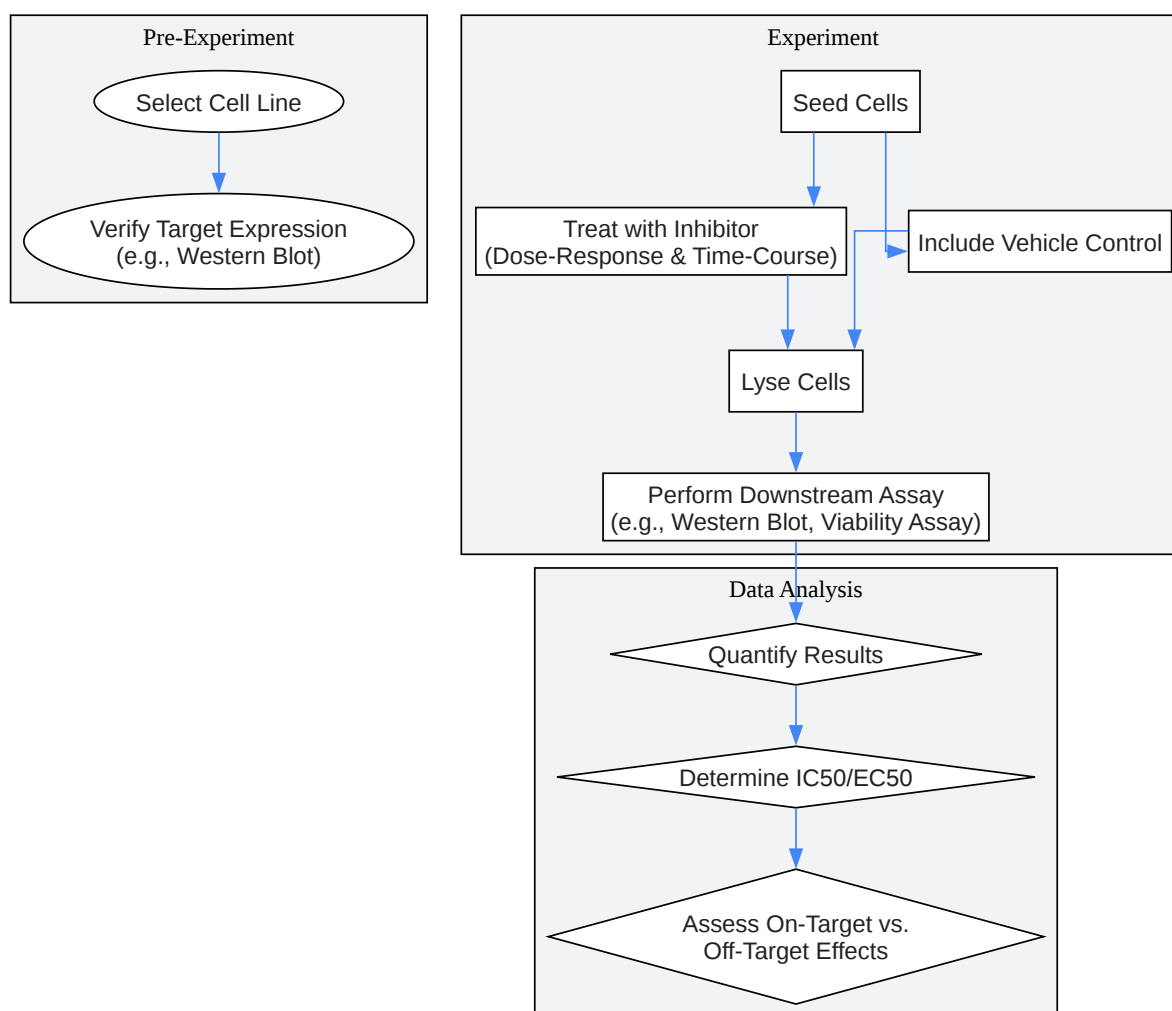 Pre-Experiment
Select Cell Line
Verify Target Expression
(e.g., Western Blot)
Experiment
Seed Cells
Treat with Inhibitor
(Dose-Response & Time-Course)
Include Vehicle Control
Lyse Cells
Perform Downstream Assay
(e.g., Western Blot, Viability Assay)
Data Analysis
Quantify Results
Determine IC50/EC50
Assess On-Target vs.
Off-Target Effects